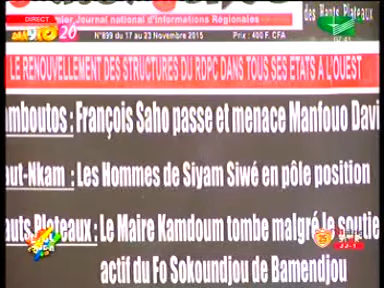 DIRECT
des Hauts Plateaux
mier Journal national d'Informations Régionales
N°899 du 17 au 23 Novembre 2015 Prix : 400 F. CFA
LE RENOUVELLEMENT DES STRUCTURES DU RDPC DANS TOUS SES ETATS A L'OUEST
amboutos : François Saho passe et menace Manfouo Davi
aut-Nkam : Les Hommes de Siyam Siwé en pôle position
auts Plateaux : Le Maire Kamdoum tombe malgré le soutie
actif du Fo Sokoundjou de Bamendjou